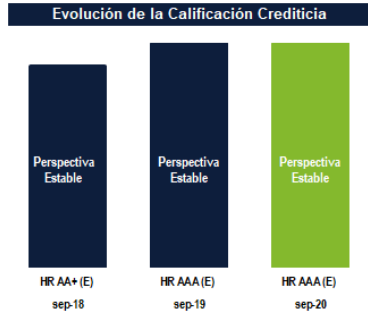 Evolución de la Calificación Crediticia
Perspectiva
Estable
Perspectiva
Estable
Perspectiva
Estable
HR AA+ (E)
HR AAA (E)
HR AAA (E)
sep-18
sep-19
sep-20